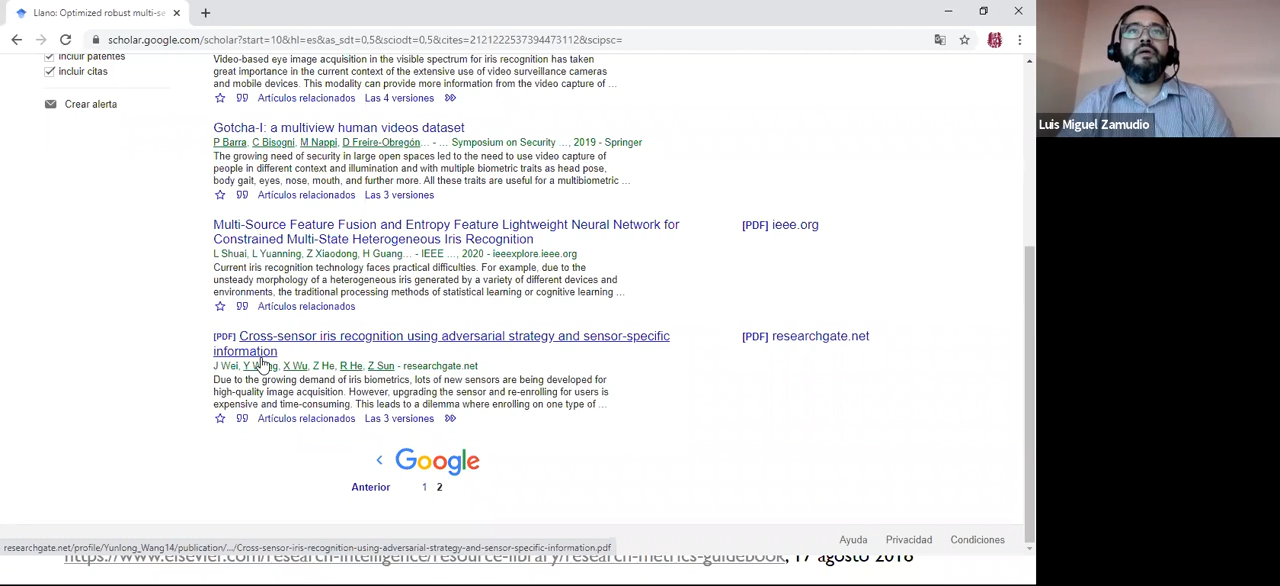 Llano: Optimized robust multi-se
scholar.google.com/scholar?start=10&hl=es&as_sdt=0,5&sciodt=0,5&cites=2121222537394473112&scipsc=
incluir patentes
incluir citas
Crear alerta
Video-based eye image acquisition in the visible spectrum for iris recognition has taken
great importance in the current context of the extensive use of video surveillance cameras
and mobile devices. This modality can provide more information from the video capture of ...
Artículos relacionados Las 4 versiones
Gotcha-I: a multiview human videos dataset
P Barra, C Bisogni, M Nappi, D Freire-Obregón... - ... Symposium on Security ..., 2019 - Springer
The growing need of security in large open spaces led to the need to use video capture of
people in different context and illumination and with multiple biometric traits as head pose,
body gait, eyes, nose, mouth, and further more. All these traits are useful for a multibiometric ...
Artículos relacionados Las 3 versiones
Multi-Source Feature Fusion and Entropy Feature Lightweight Neural Network for
Constrained Multi-State Heterogeneous Iris Recognition
[PDF] ieee.org
L Shuai, L Yuanning, Z Xiaodong, H Guang... - IEEE ..., 2020 - ieeexplore.ieee.org
Current iris recognition technology faces practical difficulties. For example, due to the
unsteady morphology of a heterogeneous iris generated by a variety of different devices and
environments, the traditional processing methods of statistical learning or cognitive learning ...
Artículos relacionados
[PDF] Cross-sensor iris recognition using adversarial strategy and sensor-specific
information
[PDF] researchgate.net
J Wei, Y Wang, X Wu, Z He, R He, Z Sun - researchgate.net
Due to the growing demand of iris biometrics, lots of new sensors are being developed for
high-quality image acquisition. However, upgrading the sensor and re-enrolling for users is
expensive and time-consuming. This leads to a dilemma where enrolling on one type of ...
Artículos relacionados Las 3 versiones
Google
Anterior 1 2
Ayuda Privacidad Condiciones
researchgate.net/profile/Yunlong_Wang14/publication/.../Cross-sensor-iris-recognition-using-adversarial-strategy-and-sensor-specific-information.pdf
https://www.elsevier.com/research-intelligence/resource-library/research-metrics-guidebook, 17 agosto 2016
Luis Miguel Zamudio